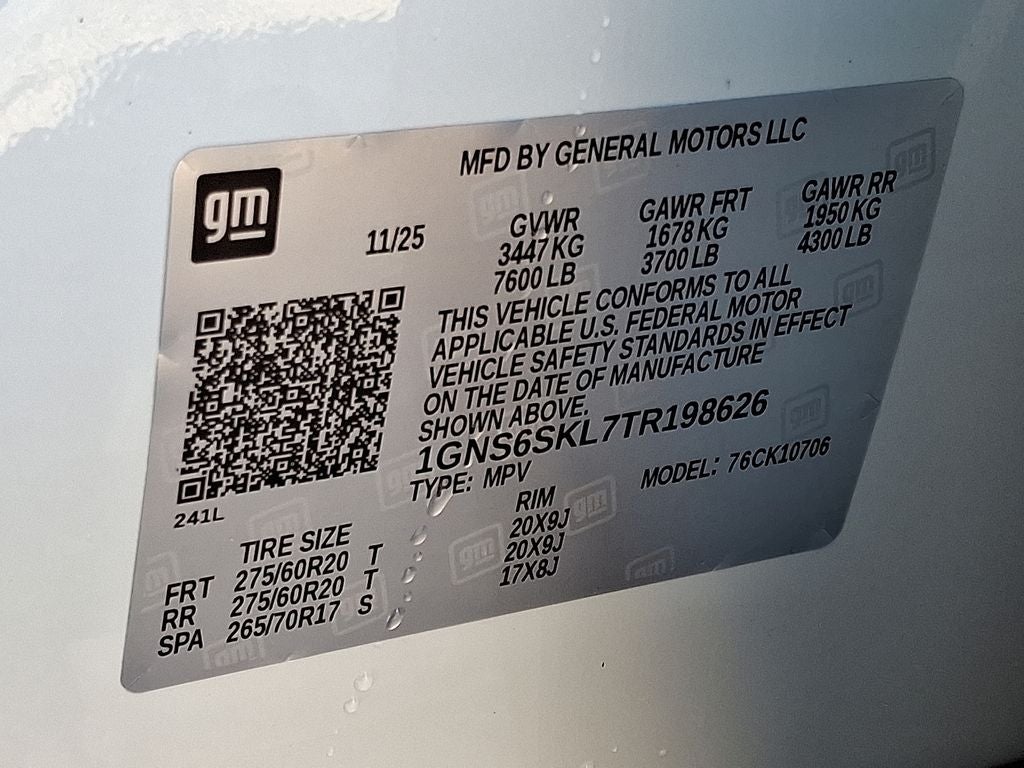 MFD BY GENERAL MOTORS LLC
gm
11/25
GVWR GAWR FRT GAWR RR
3447 KG 1678 KG 1950 KG
7600 LB 3700 LB 4300 LB
THIS VEHICLE CONFORMS TO ALL
APPLICABLE U.S. FEDERAL MOTOR
VEHICLE SAFETY STANDARDS IN EFFECT
ON THE DATE OF MANUFACTURE
SHOWN ABOVE.
1GNS6SKL7TR198626
TYPE: MPV MODEL: 76CK10706
241L
TIRE SIZE RIM
FRT 275/60R20 T 20X9J
RR 275/60R20 T 20X9J
SPA 265/70R17 S 17X8J